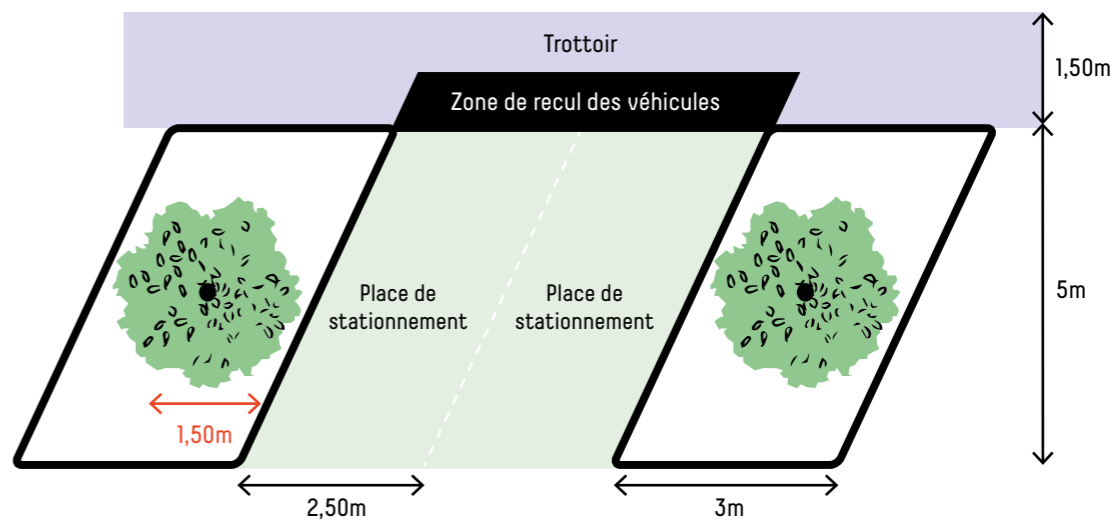 Trottoir
1,50m
Zone de recul des véhicules
Place de
stationnement
Place de
stationnement
5m
1,50m
2,50m
3m